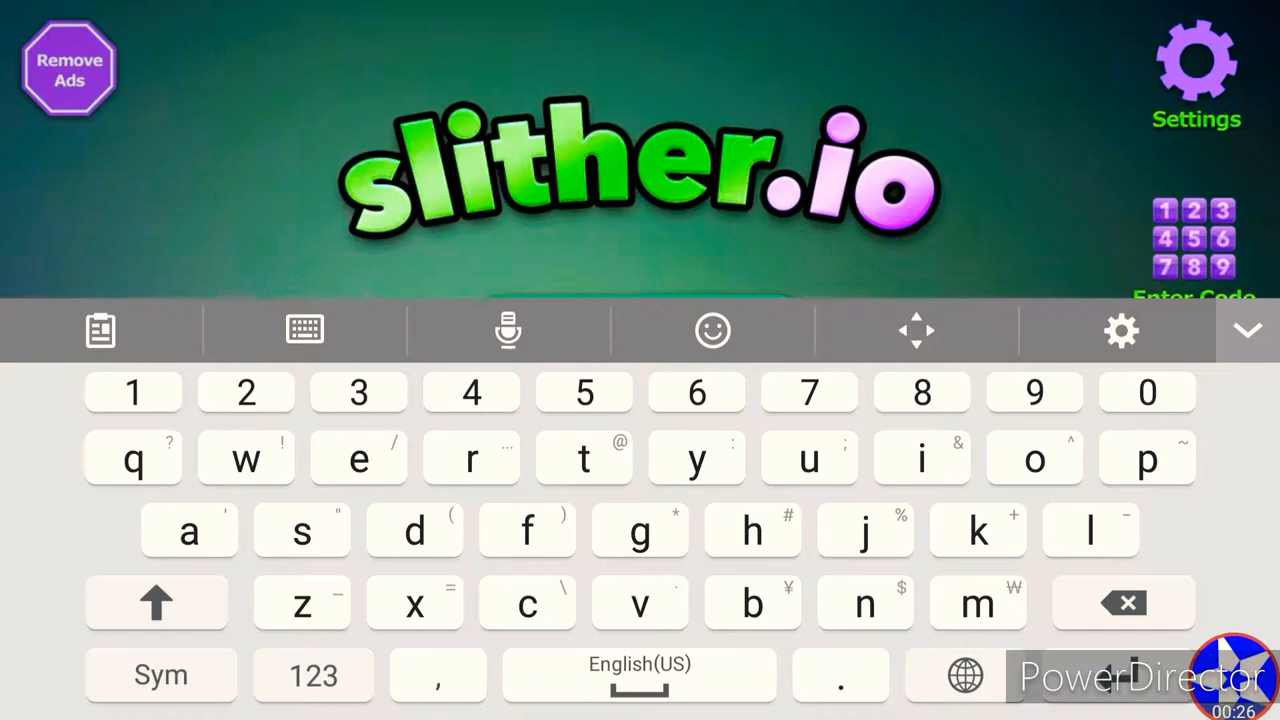 Remove
Ads
slither.io
Settings
1 2 3
4 5 6
7 8 9
Enter Code
1 2 3 4 5 6 7 8 9 0
q ? w ! e / r ... t @ y : u ; i & o ^ p ~
a ' s " d ( f ) g * h # j % k + l -
z _ x = c \ v · b ¥ n $ m ₩
Sym 123 , English(US) .
PowerDirector
00:26